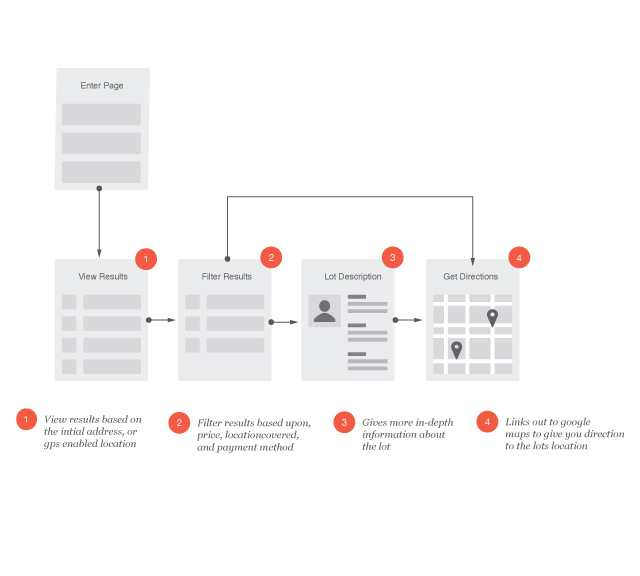 Enter Page
1
2
3
4
View Results
Filter Results
Lot Description
Get Directions
1
View results based on
the intial address, or
gps enabled location
2
Filter results based upon,
price, locationcovered,
and payment method
3
Gives more in-depth
information about
the lot
4
Links out to google
maps to give you direction
to the lots location